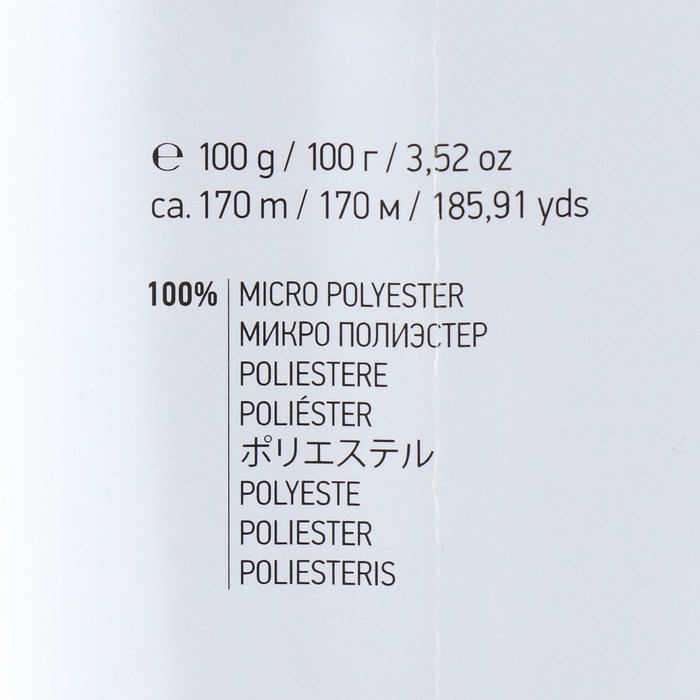 ℮ 100 g / 100 г / 3,52 oz
ca. 170 m / 170 м / 185,91 yds
100% MICRO POLYESTER
МИКРО ПОЛИЭСТЕР
POLIESTERE
POLIÉSTER
ポリエステル
POLYESTE
POLIESTER
POLIESTERIS